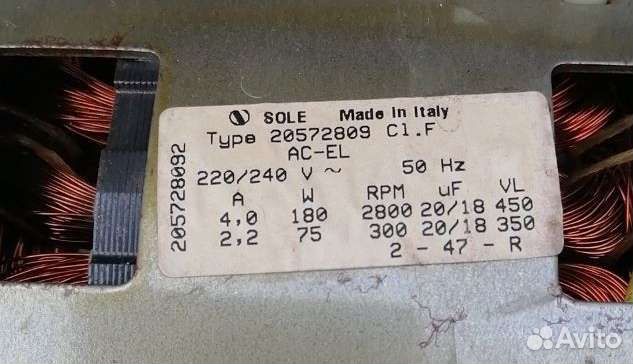 SOLE Made in Italy
Type 20572809 Cl.F
AC-EL
220/240 V ~ 50 Hz
A W RPM uF VL
4,0 180 2800 20/18 450
2,2 75 300 20/18 350
2 - 47 - R
205728092
Avito